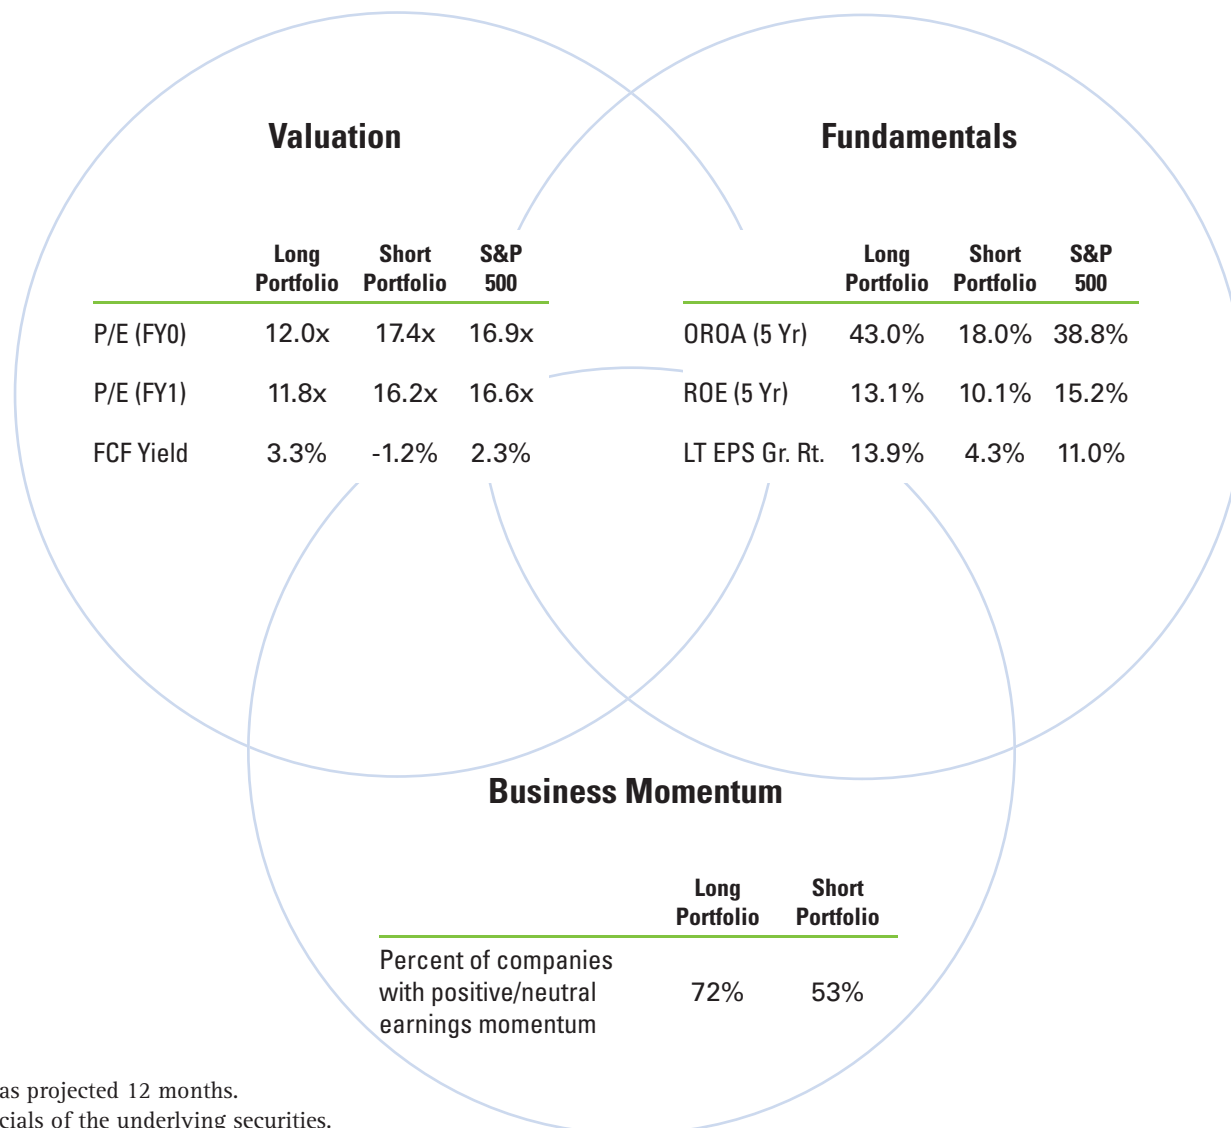 Valuation
Long Short S&P
Portfolio Portfolio 500
P/E (FY0) 12.0x 17.4x 16.9x
P/E (FY1) 11.8x 16.2x 16.6x
FCF Yield 3.3% -1.2% 2.3%
Fundamentals
Long Short S&P
Portfolio Portfolio 500
OROA (5 Yr) 43.0% 18.0% 38.8%
ROE (5 Yr) 13.1% 10.1% 15.2%
LT EPS Gr. Rt. 13.9% 4.3% 11.0%
Business Momentum
Long Short
Portfolio Portfolio
Percent of companies
with positive/neutral 72% 53%
earnings momentum
as projected 12 months.
cials of the underlying securities.